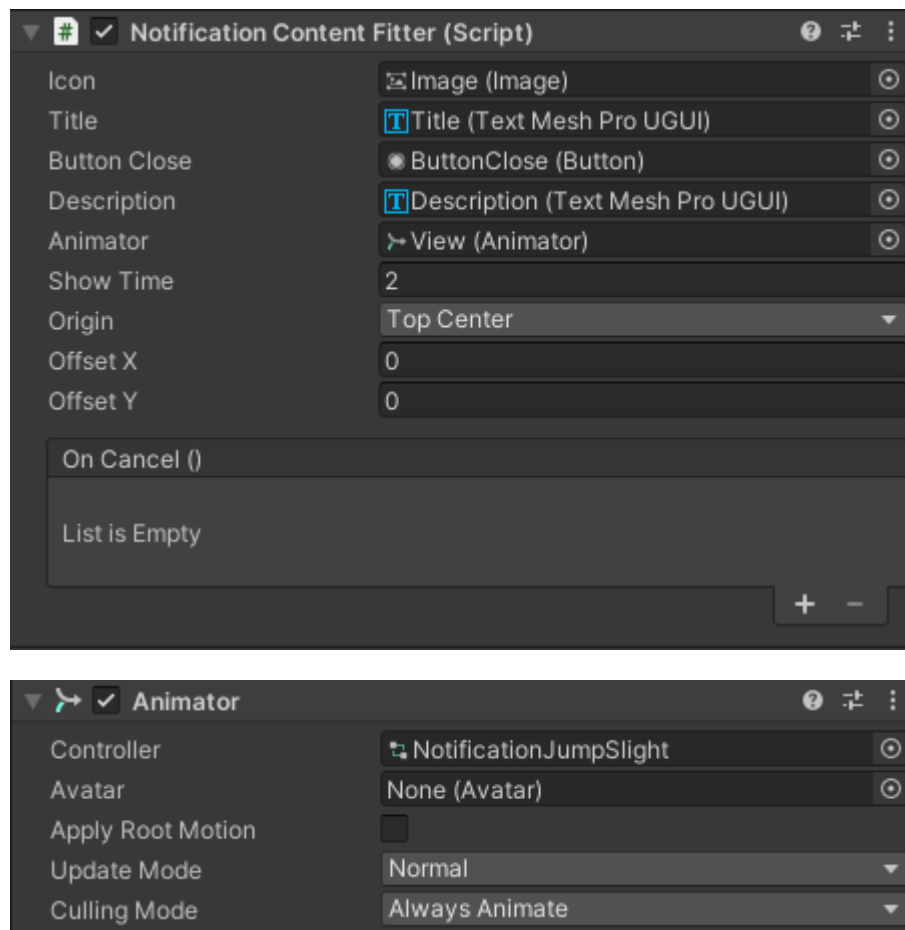 # Notification Content Fitter (Script)
Icon Image (Image)
Title T Title (Text Mesh Pro UGUI)
Button Close ButtonClose (Button)
Description T Description (Text Mesh Pro UGUI)
Animator View (Animator)
Show Time 2
Origin Top Center
Offset X 0
Offset Y 0
On Cancel ()
List is Empty
+ −
Animator
Controller NotificationJumpSlight
Avatar None (Avatar)
Apply Root Motion
Update Mode Normal
Culling Mode Always Animate